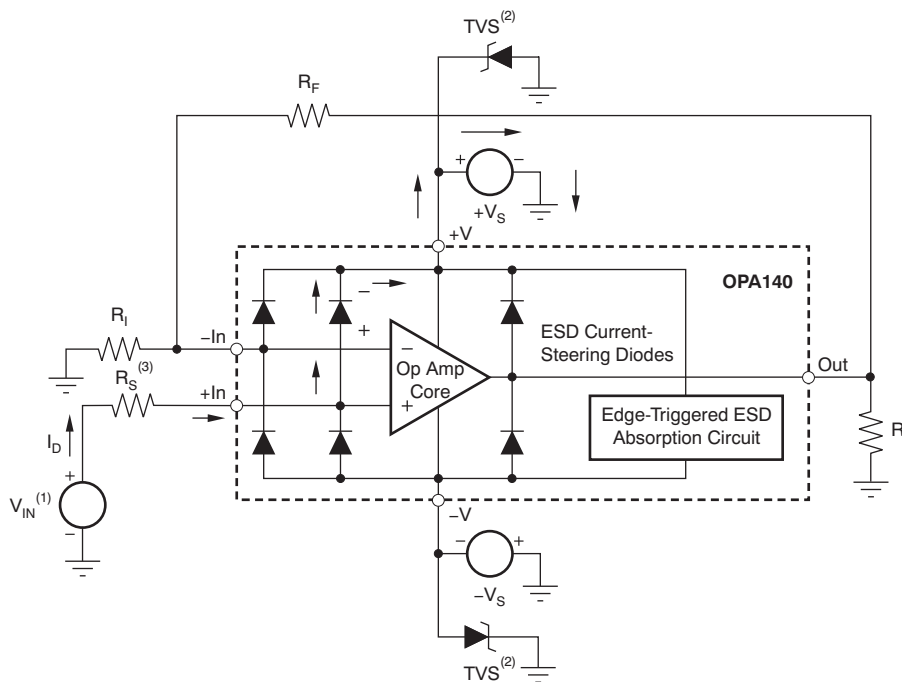 TVS(2)
RF
+ −
+VS
+V
OPA140
−
+
RI
−In
ESD Current-
Steering Diodes
−
Op Amp
Core
+
Out
RS(3)
+In
Edge-Triggered ESD
Absorption Circuit
R
ID
+
VIN(1)
−
−V
− +
−VS
TVS(2)